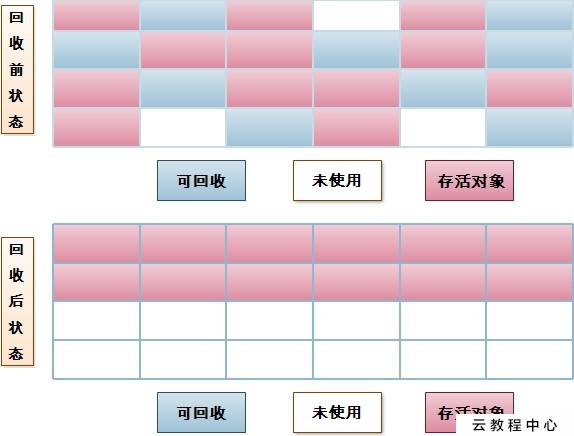 回收前状态
可回收 未使用 存活对象
回收后状态
可回收 未使用 存活对象
云教程中心